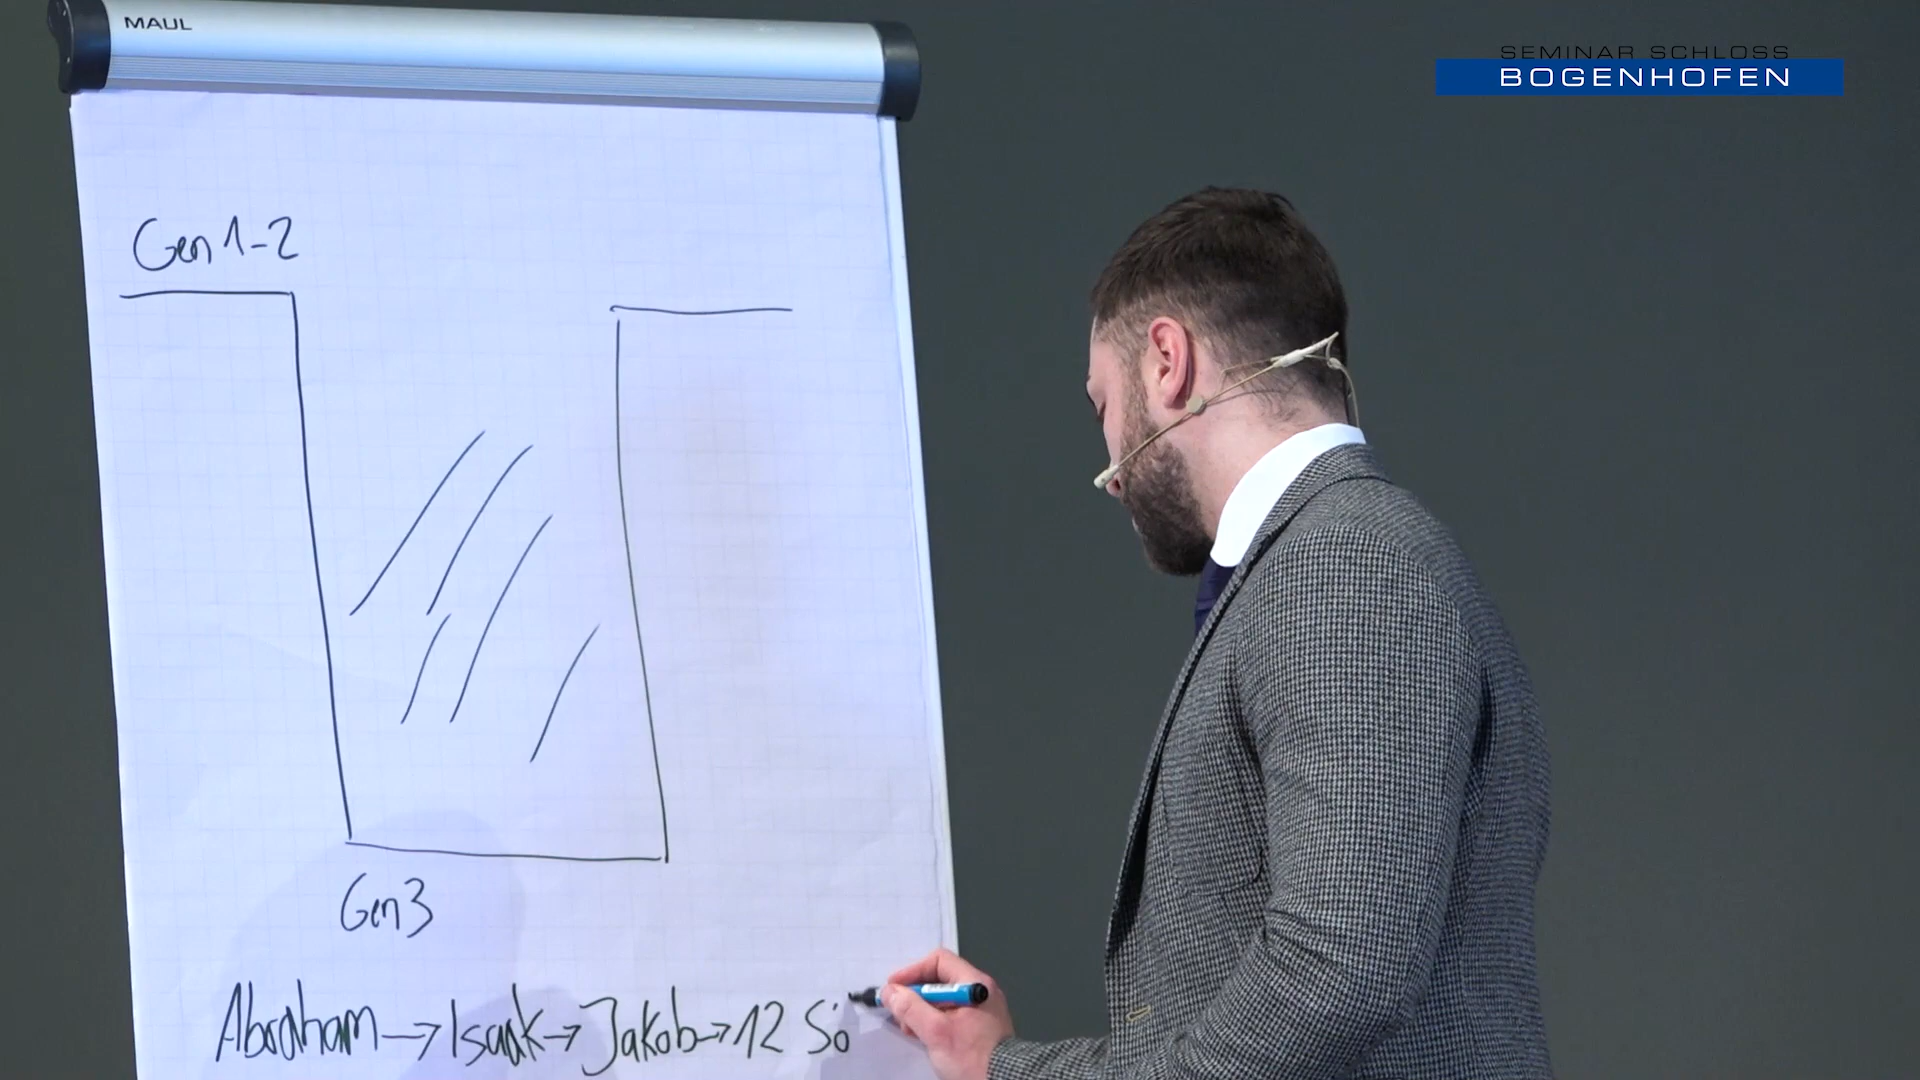 MAUL
SEMINAR SCHLOSS
BOGENHOFEN
Gen 1-2
Gen 3
Abraham → Isaak → Jakob → 12 Sö